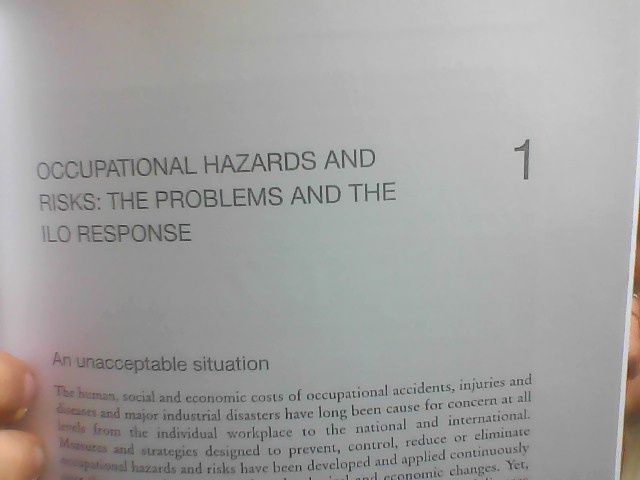 OCCUPATIONAL HAZARDS AND
RISKS: THE PROBLEMS AND THE
ILO RESPONSE
1
An unacceptable situation
The human, social and economic costs of occupational accidents, injuries and
diseases and major industrial disasters have long been cause for concern at all
levels from the individual workplace to the national and international.
Measures and strategies designed to prevent, control, reduce or eliminate
occupational hazards and risks have been developed and applied continuously
and economic changes. Yet,